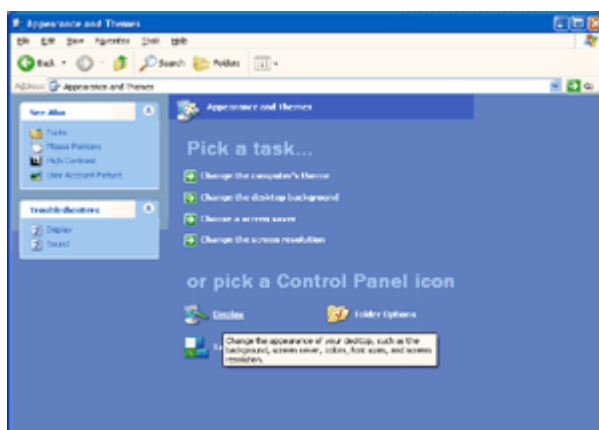 Appearance and Themes
File Edit View Favorites Tools Help
Back Search Folders
Address Appearance and Themes Go
See Also
Fonts
Mouse Pointers
High Contrast
User Account Picture
Troubleshooters
Display
Sound
Appearance and Themes
Pick a task...
Change the computer's theme
Change the desktop background
Choose a screen saver
Change the screen resolution
or pick a Control Panel icon
Display Folder Options
Change the appearance of your desktop, such as the
background, screen saver, colors, font sizes, and screen
resolution.